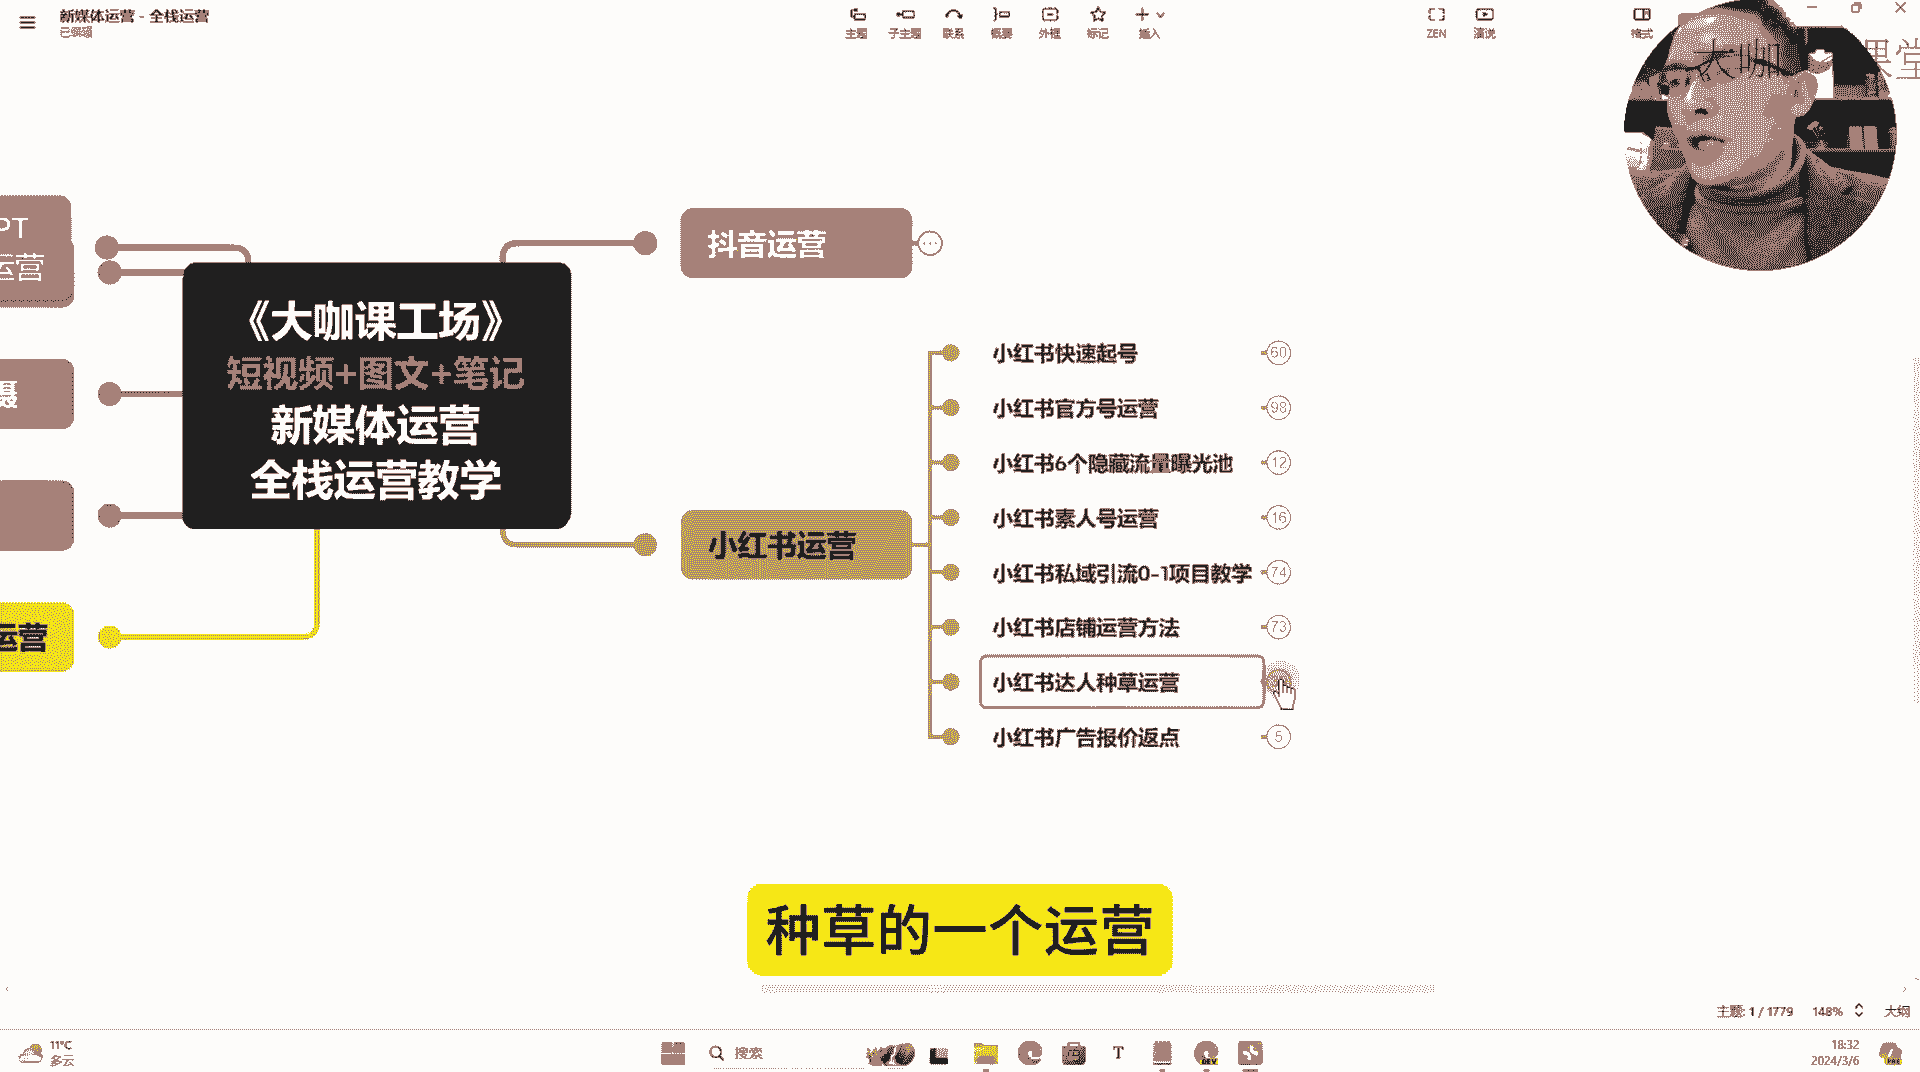 新媒体运营 - 全栈运营
已编辑
主题
子主题
联系
概要
外框
标记
插入
ZEN
演说
格式
大咖
课堂
PT
运营
摄
运营
《大咖课工场》
短视频+图文+笔记
新媒体运营
全栈运营教学
抖音运营
小红书运营
小红书快速起号
60
小红书官方号运营
98
小红书6个隐藏流量曝光池
12
小红书素人号运营
16
小红书私域引流0-1项目教学
74
小红书店铺运营方法
73
小红书达人种草运营
小红书广告报价返点
5
种草的一个运营
主题: 1 / 1779
148%
大纲
11°C
多云
搜索
T
DEV
18:32
2024/3/6
PRE